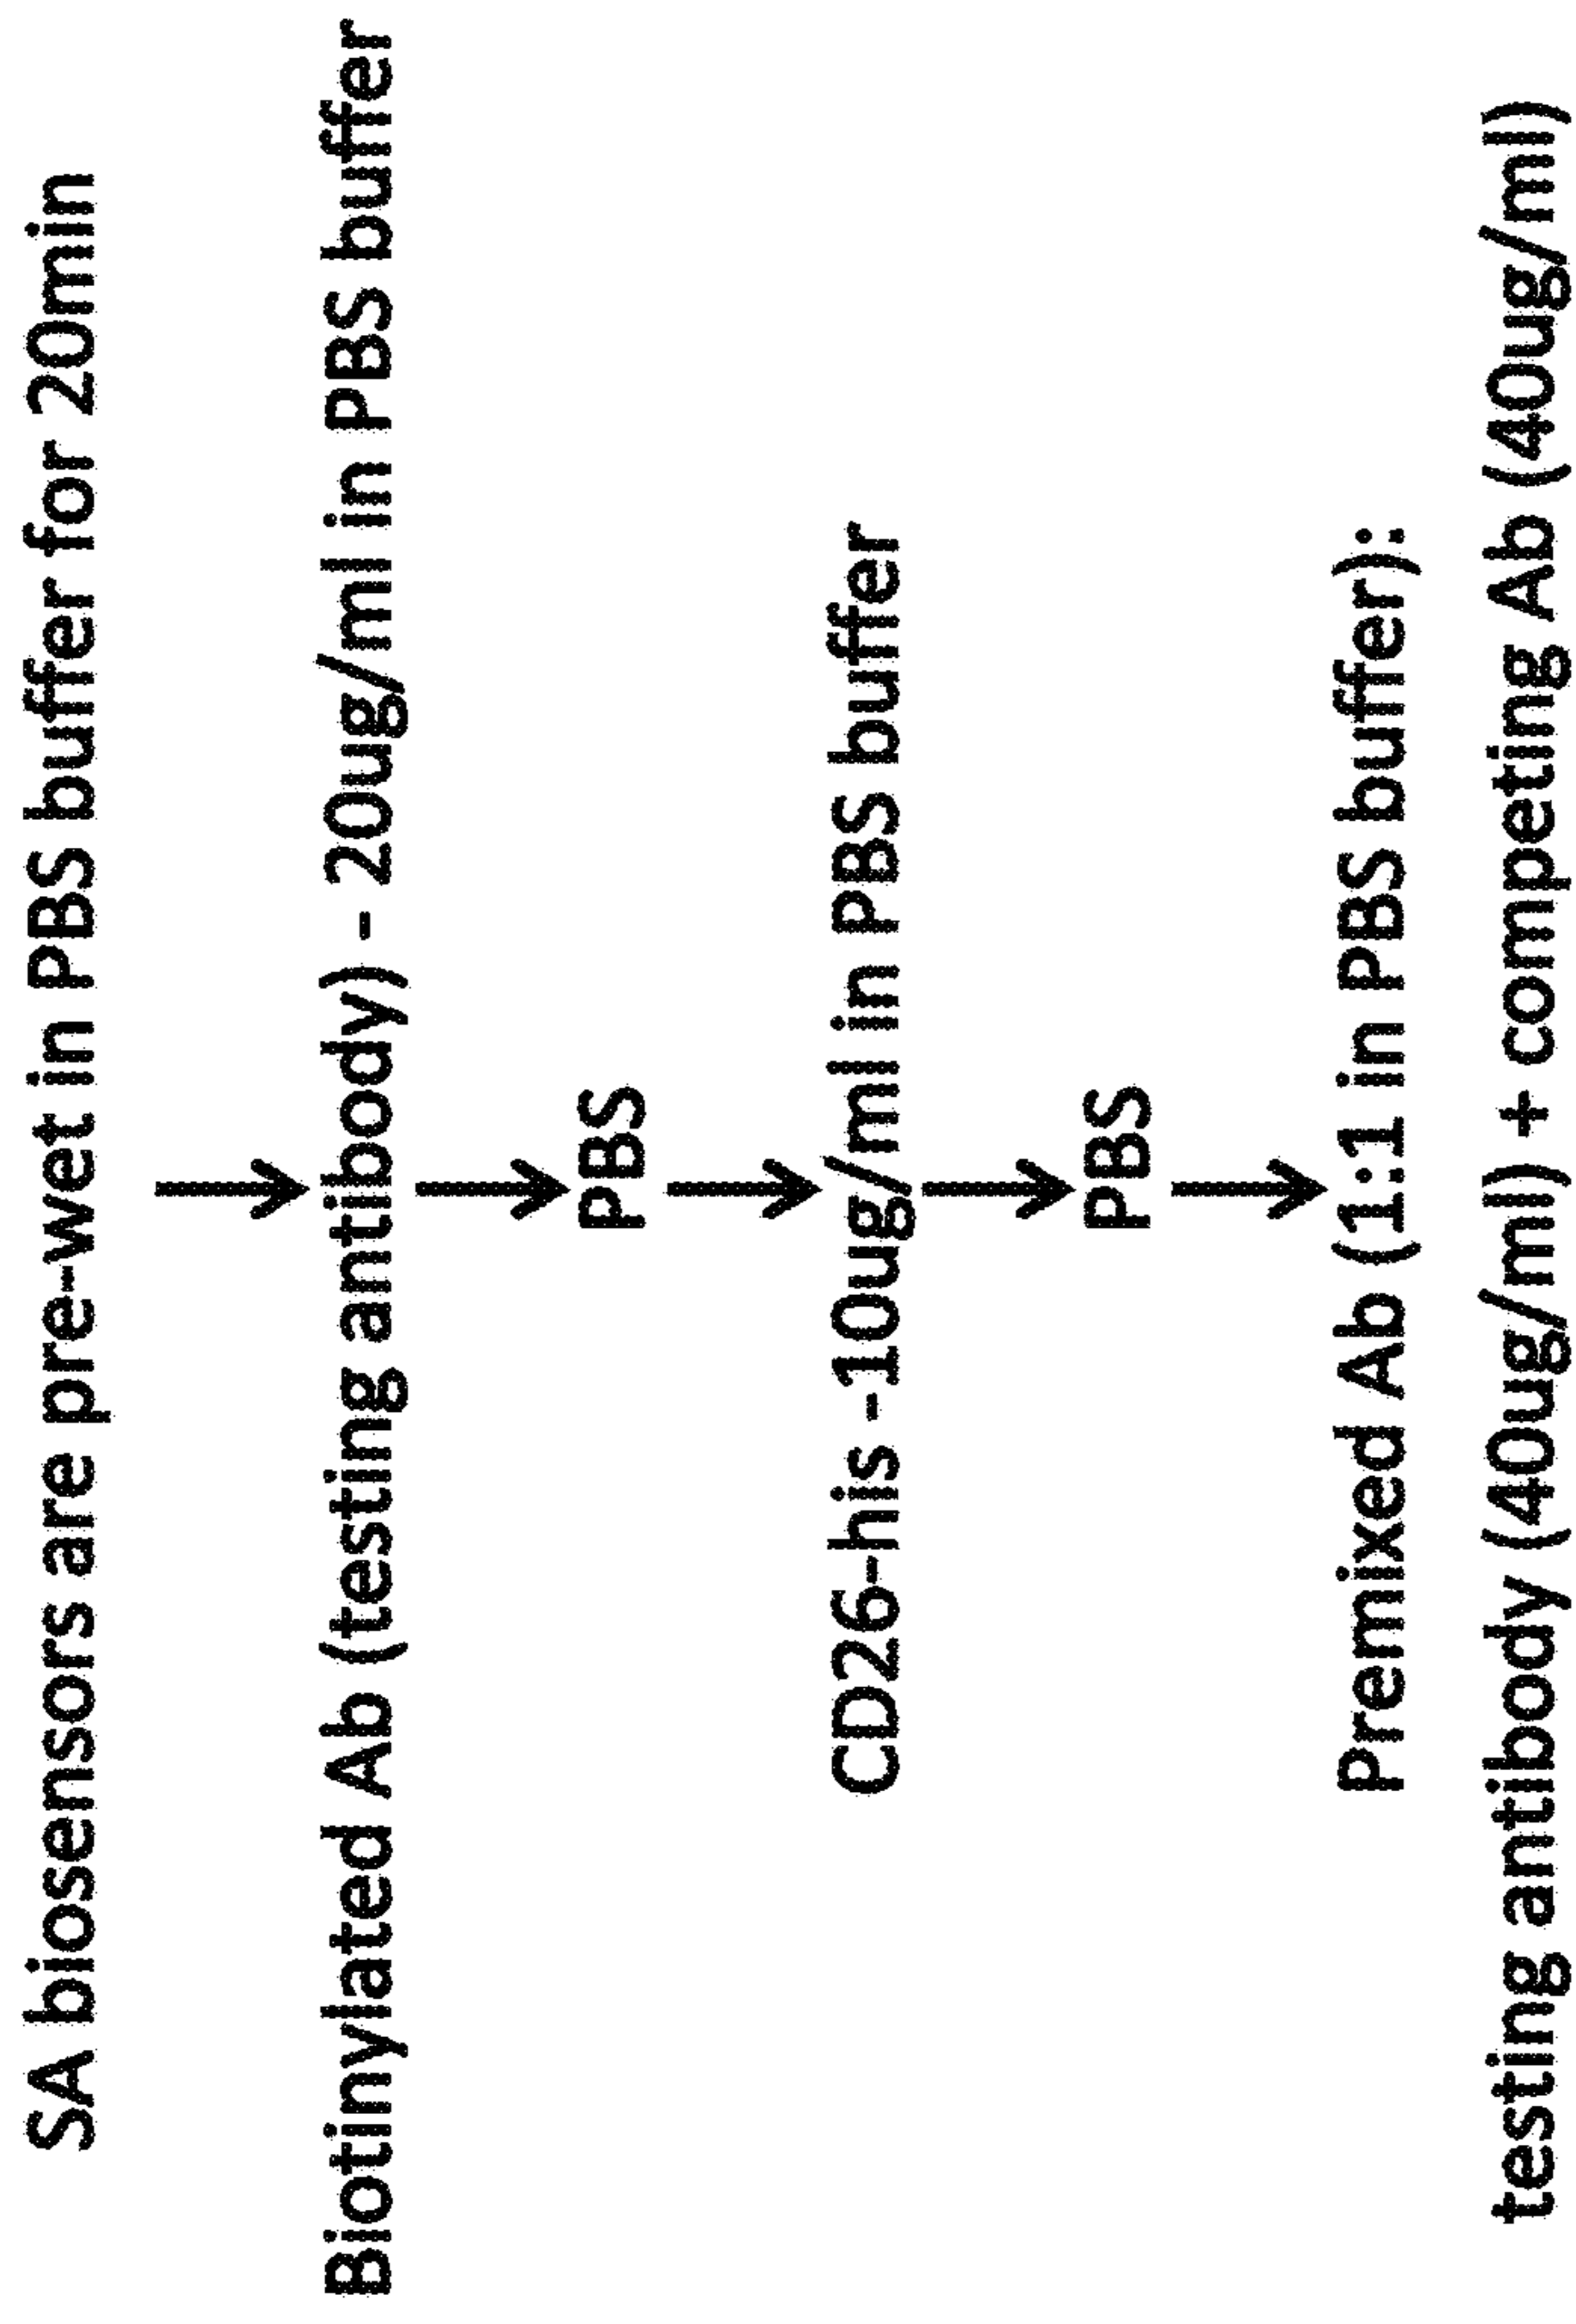 SA biosensors are pre-wet in PBS buffer for 20min
Biotinylated Ab (testing antibody) - 20ug/ml in PBS buffer
PBS
CD26-his -10ug/ml in PBS buffer
PBS
Premixed Ab (1:1 in PBS buffer):
testing antibody (40ug/ml) + competing Ab (40ug/ml)